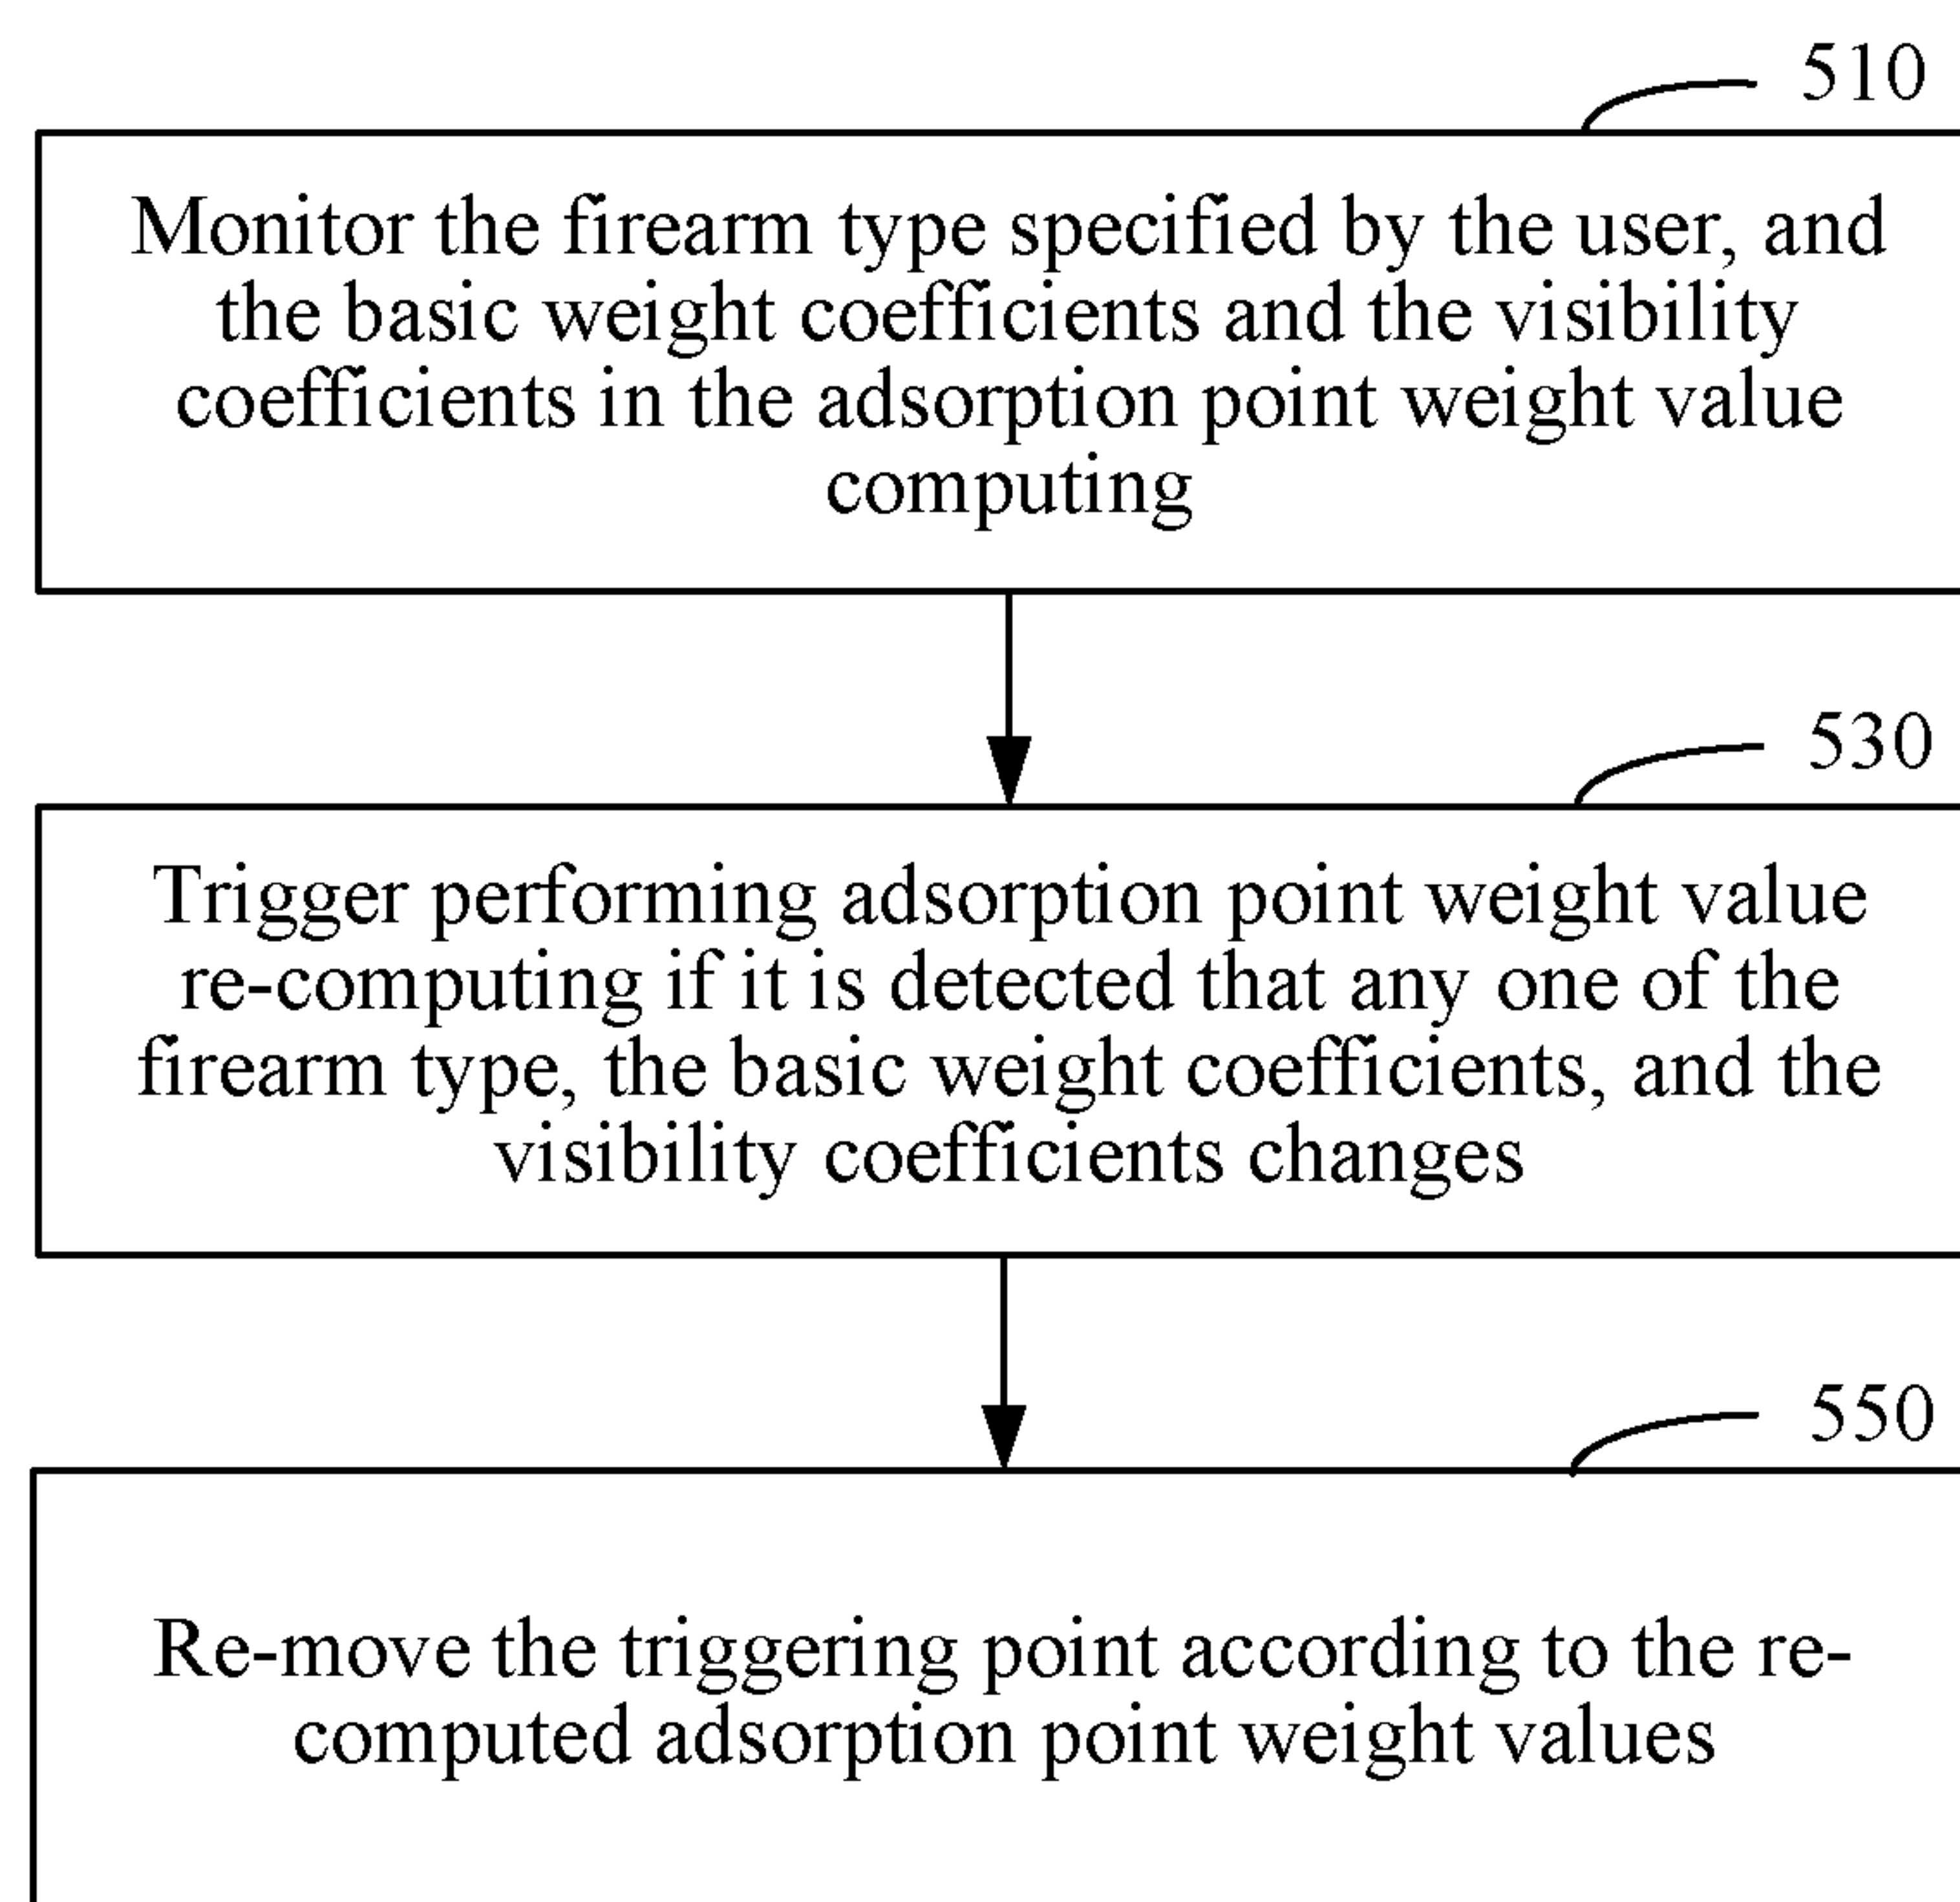 510
Monitor the firearm type specified by the user, and
the basic weight coefficients and the visibility
coefficients in the adsorption point weight value
computing
530
Trigger performing adsorption point weight value
re-computing if it is detected that any one of the
firearm type, the basic weight coefficients, and the
visibility coefficients changes
550
Re-move the triggering point according to the re-
computed adsorption point weight values